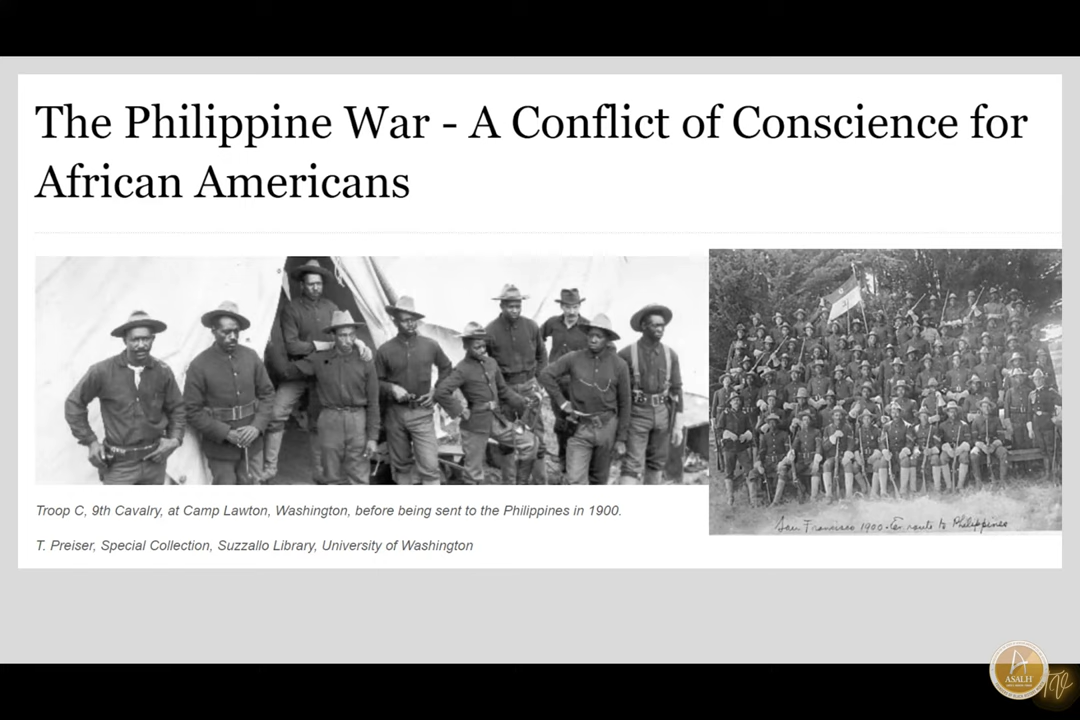 The Philippine War - A Conflict of Conscience for
African Americans
San Francisco 1900 - En route to Philippines
Troop C, 9th Cavalry, at Camp Lawton, Washington, before being sent to the Philippines in 1900.
T. Preiser, Special Collection, Suzzallo Library, University of Washington
ASALH
TV